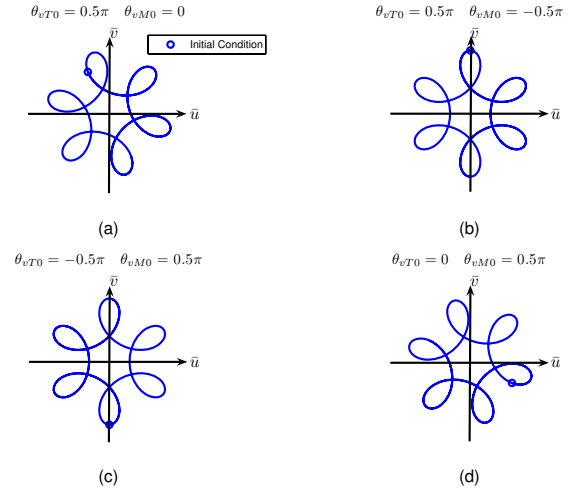 θvT0 = 0.5π θvM0 = 0
v̄
Initial Condition
ū
(a)
θvT0 = 0.5π θvM0 = −0.5π
v̄
ū
(b)
θvT0 = −0.5π θvM0 = 0.5π
v̄
ū
(c)
θvT0 = 0 θvM0 = 0.5π
v̄
ū
(d)